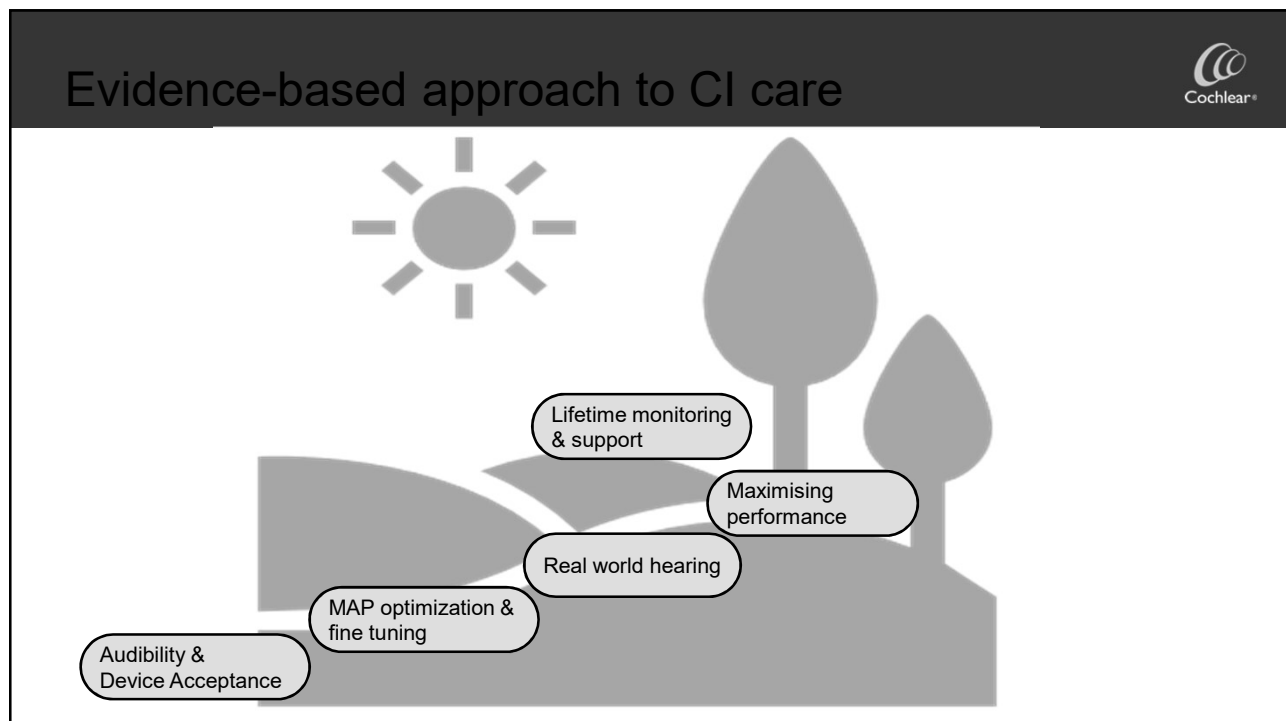 Evidence-based approach to CI care
Cochlear®
Lifetime monitoring
& support
Maximising
performance
Real world hearing
MAP optimization &
fine tuning
Audibility &
Device Acceptance